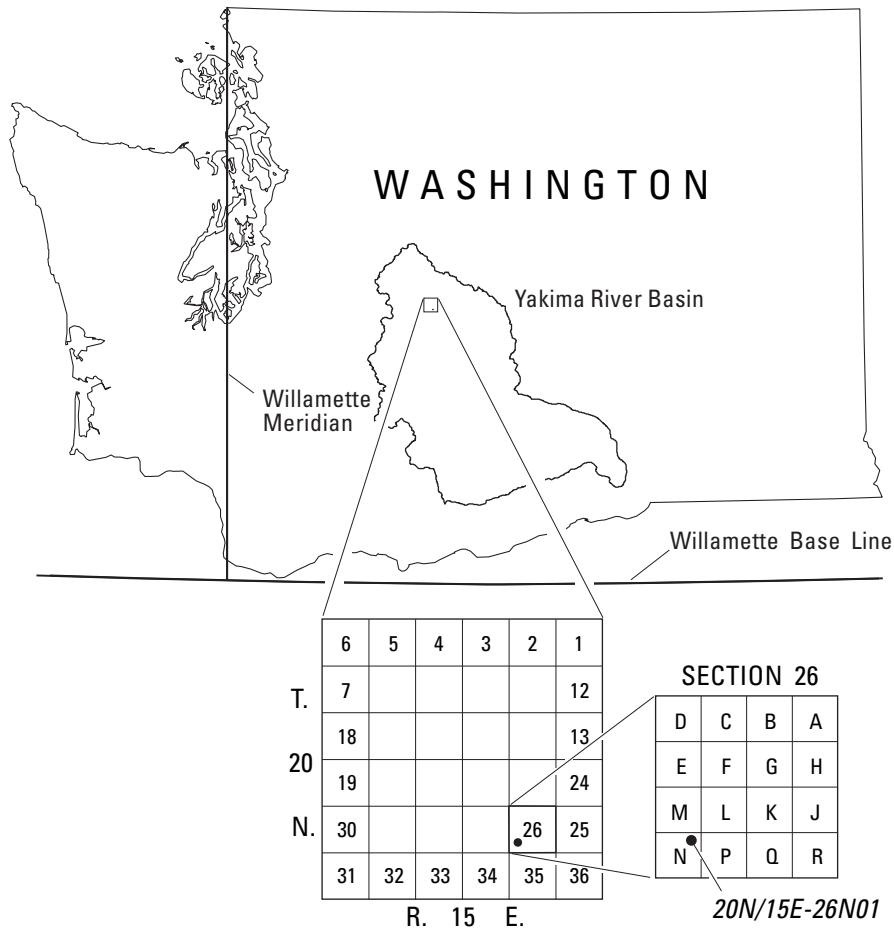 WASHINGTON
Yakima River Basin
Willamette
Meridian
Willamette Base Line
6 5 4 3 2 1
T. 7 12
18 13
20
19 24
N. 30 26 25
31 32 33 34 35 36
R. 15 E.
SECTION 26
D C B A
E F G H
M L K J
N P Q R
20N/15E-26N01